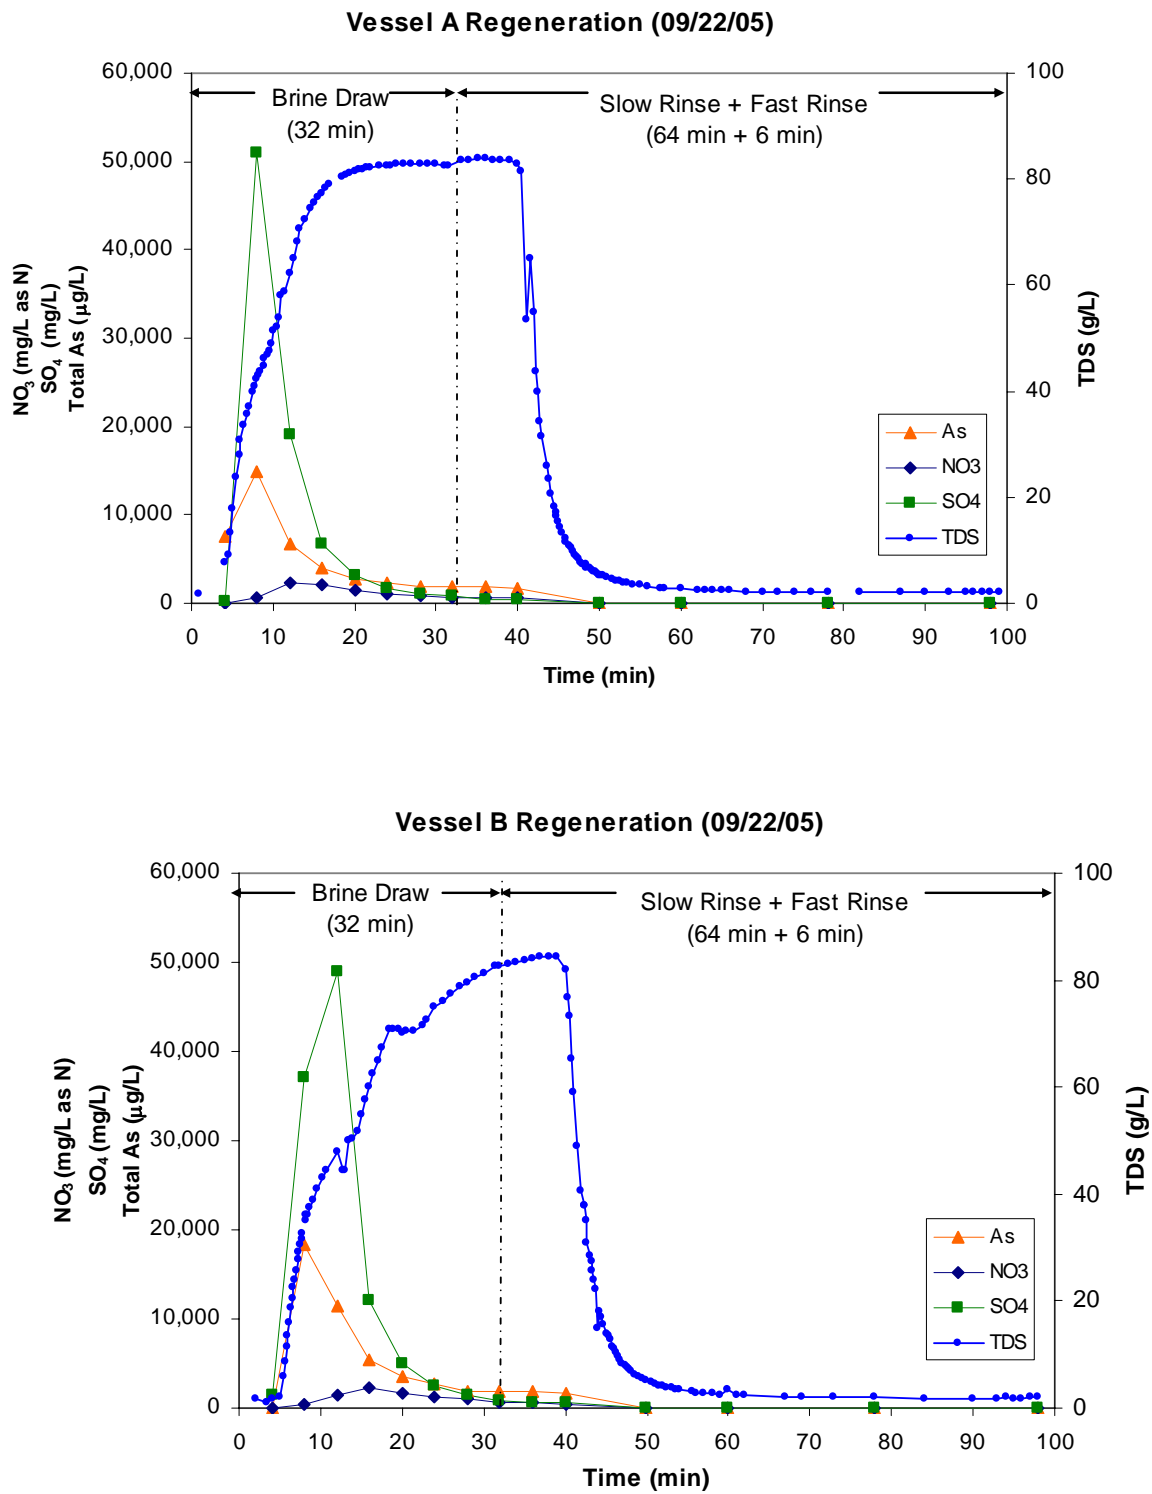 Vessel A Regeneration (09/22/05)
60,000
50,000
40,000
30,000
20,000
10,000
0
100
80
60
40
20
0
Brine Draw
(32 min)
Slow Rinse + Fast Rinse
(64 min + 6 min)
NO3 (mg/L as N)
SO4 (mg/L)
Total As (µg/L)
TDS (g/L)
As
NO3
SO4
TDS
0 10 20 30 40 50 60 70 80 90 100
Time (min)
Vessel B Regeneration (09/22/05)
60,000
50,000
40,000
30,000
20,000
10,000
0
100
80
60
40
20
0
Brine Draw
(32 min)
Slow Rinse + Fast Rinse
(64 min + 6 min)
NO3 (mg/L as N)
SO4 (mg/L)
Total As (µg/L)
TDS (g/L)
As
NO3
SO4
TDS
0 10 20 30 40 50 60 70 80 90 100
Time (min)